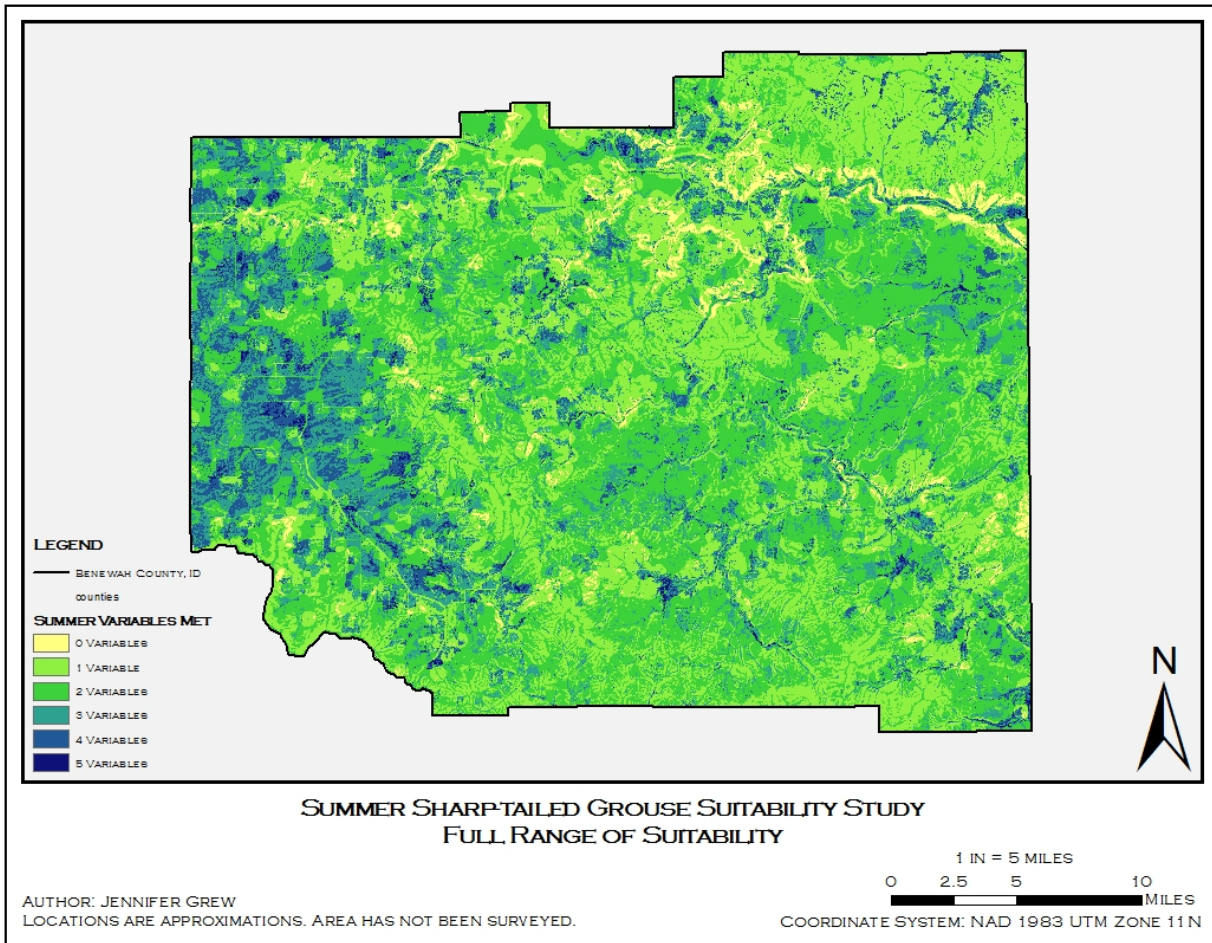 N
LEGEND
BENEWAH COUNTY, ID
counties
SUMMER VARIABLES MET
0 VARIABLES
1 VARIABLE
2 VARIABLES
3 VARIABLES
4 VARIABLES
5 VARIABLES
SUMMER SHARP-TAILED GROUSE SUITABILITY STUDY
FULL RANGE OF SUITABILITY
1 IN = 5 MILES
0 2.5 5 10
MILES
AUTHOR: JENNIFER GREW
LOCATIONS ARE APPROXIMATIONS. AREA HAS NOT BEEN SURVEYED.
COORDINATE SYSTEM: NAD 1983 UTM ZONE 11N